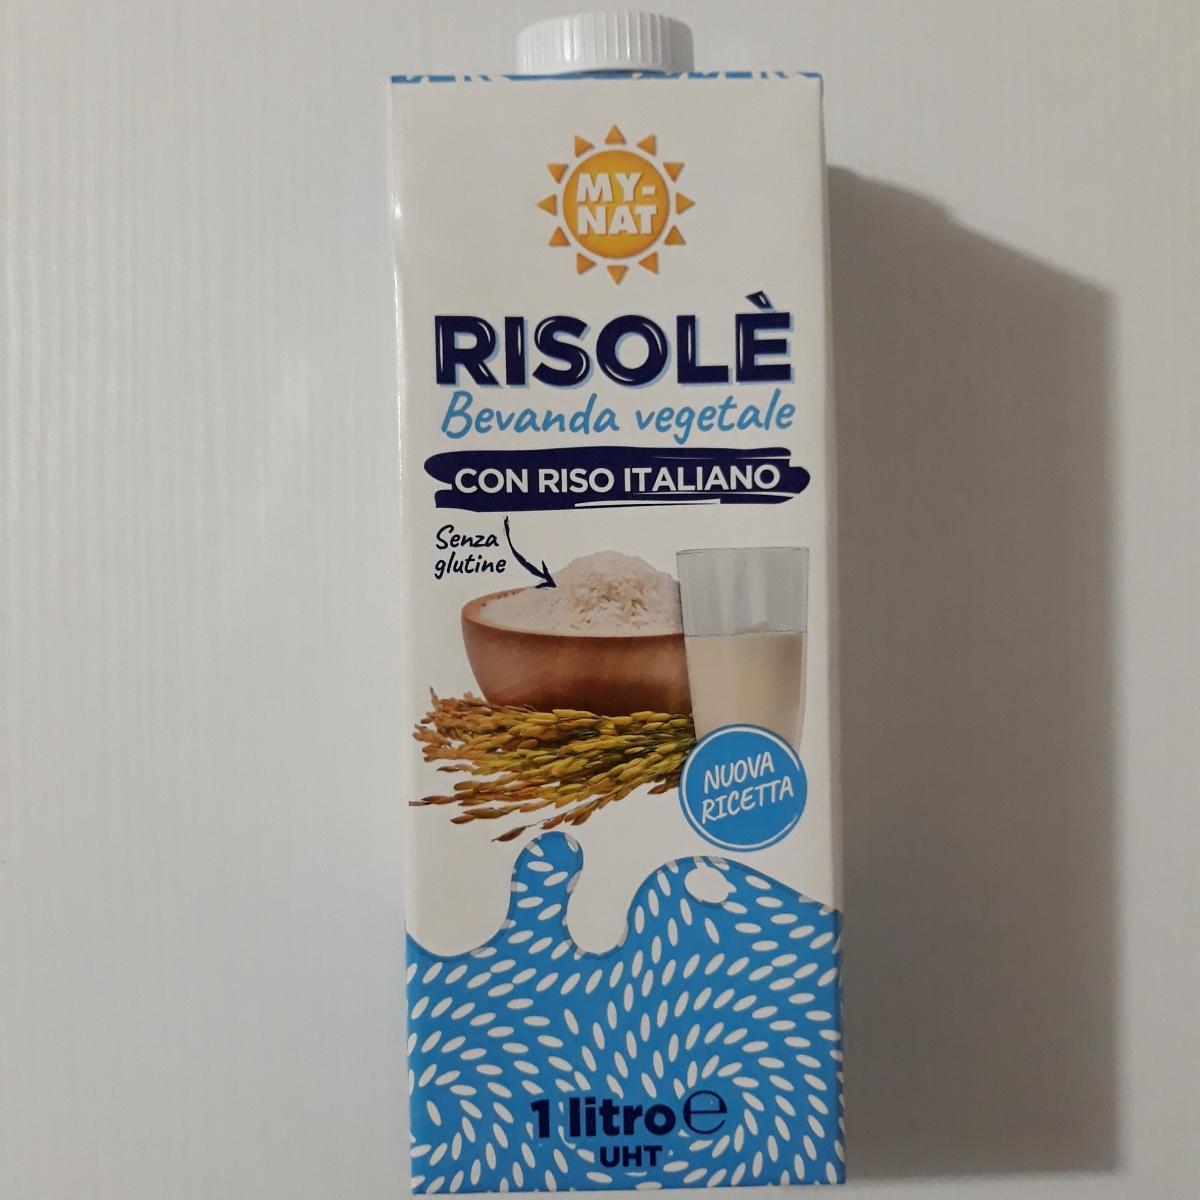 MY-
NAT
RISOLÈ
Bevanda vegetale
CON RISO ITALIANO
Senza
glutine
NUOVA
RICETTA
1 litro ℮
UHT